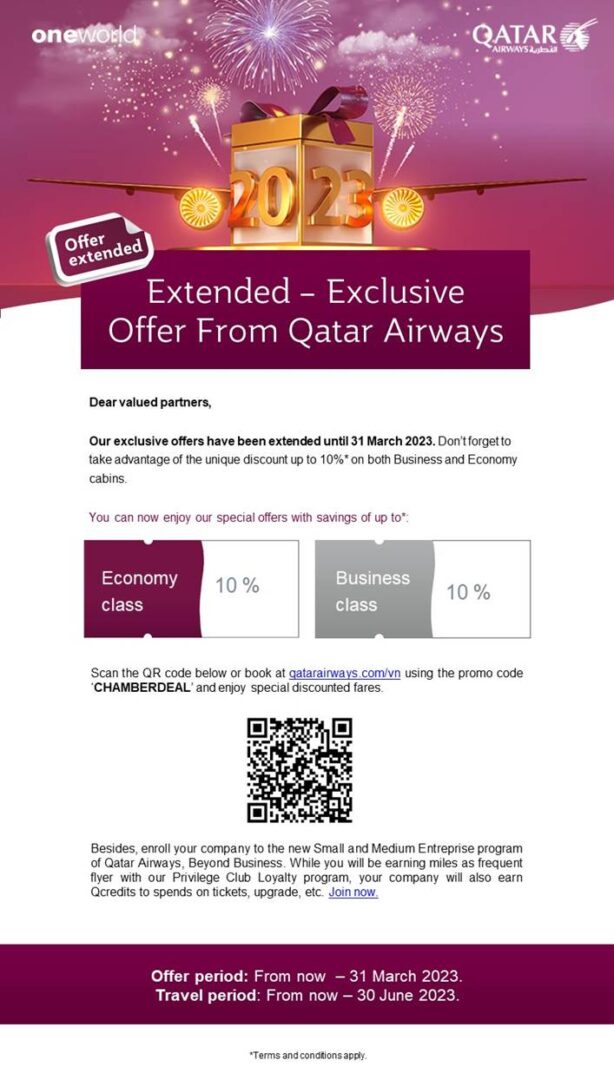 oneworld
QATAR
AIRWAYS القطرية
2023
Offer
extended
Extended – Exclusive
Offer From Qatar Airways
Dear valued partners,
Our exclusive offers have been extended until 31 March 2023. Don’t forget to
take advantage of the unique discount up to 10%* on both Business and Economy
cabins.
You can now enjoy our special offers with savings of up to*:
Economy
class
10 %
Business
class
10 %
Scan the QR code below or book at qatarairways.com/vn using the promo code
‘CHAMBERDEAL’ and enjoy special discounted fares.
Besides, enroll your company to the new Small and Medium Entreprise program
of Qatar Airways, Beyond Business. While you will be earning miles as frequent
flyer with our Privilege Club Loyalty program, your company will also earn
Qcredits to spends on tickets, upgrade, etc. Join now.
Offer period: From now – 31 March 2023.
Travel period: From now – 30 June 2023.
*Terms and conditions apply.